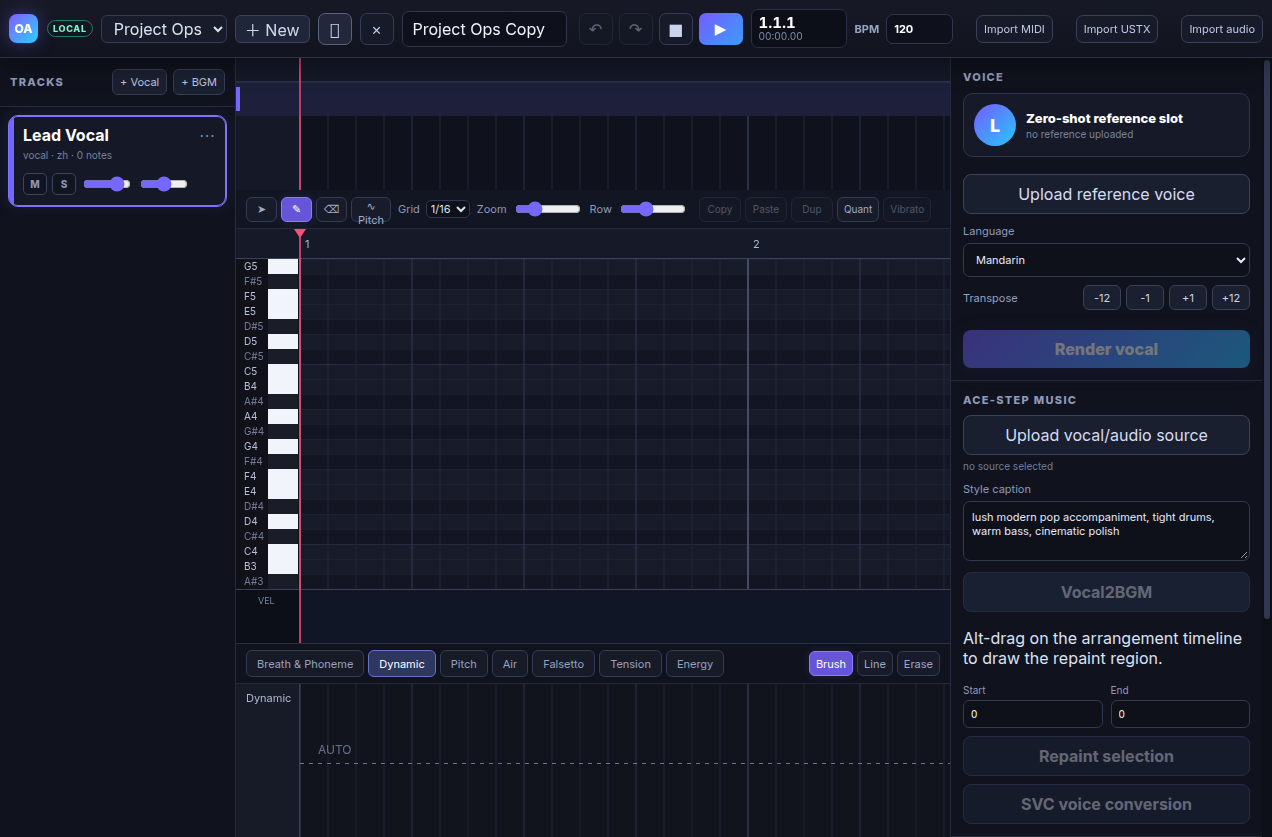 OA
LOCAL
Project Ops
+ New
×
Project Ops Copy
1.1.1
00:00.00
BPM
120
Import MIDI
Import USTX
Import audio
TRACKS
+ Vocal
+ BGM
Lead Vocal
...
vocal · zh · 0 notes
M
S
Pitch
Grid
1/16
Zoom
Row
Copy
Paste
Dup
Quant
Vibrato
1
2
G5
F#5
F5
E5
D#5
D5
C#5
C5
B4
A#4
A4
G#4
G4
F#4
F4
E4
D#4
D4
C#4
C4
B3
A#3
VEL
Breath & Phoneme
Dynamic
Pitch
Air
Falsetto
Tension
Energy
Brush
Line
Erase
Dynamic
AUTO
VOICE
L
Zero-shot reference slot
no reference uploaded
Upload reference voice
Language
Mandarin
Transpose
-12
-1
+1
+12
Render vocal
ACE-STEP MUSIC
Upload vocal/audio source
no source selected
Style caption
lush modern pop accompaniment, tight drums,
warm bass, cinematic polish
Vocal2BGM
Alt-drag on the arrangement timeline
to draw the repaint region.
Start
End
0
0
Repaint selection
SVC voice conversion